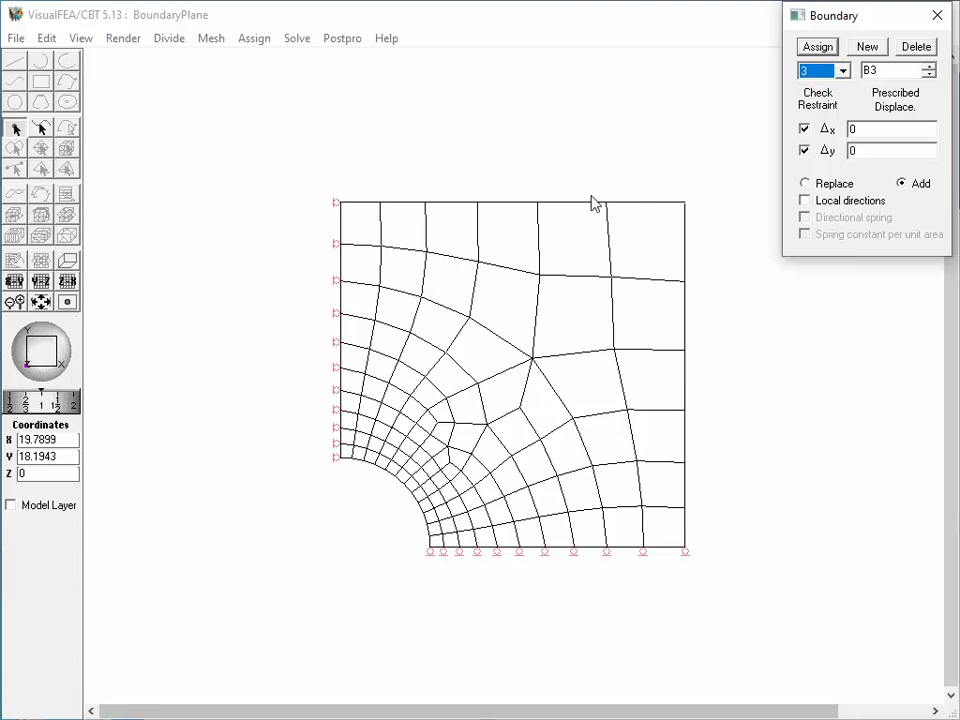 VisualFEA/CBT 5.13 : BoundaryPlane
File Edit View Render Divide Mesh Assign Solve Postpro Help
Boundary
Assign New Delete
3 B3
Check Restraint
Prescribed Displace.
Δx 0
Δy 0
Replace Add
Local directions
Directional spring
Spring constant per unit area
Y
X
Z
Coordinates
X 19.7899
Y 18.1943
Z 0
Model Layer